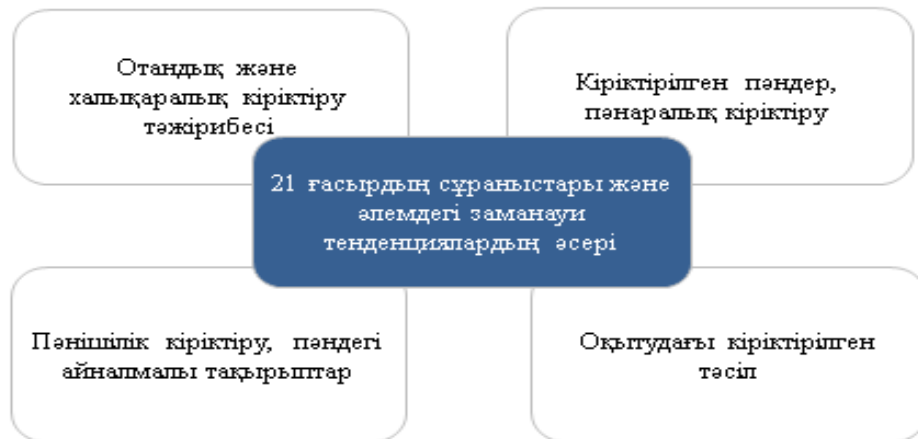 Отандық және
халықаралық кіріктіру
тәжірибесі
Кіріктірілген пәндер,
пәнаралық кіріктіру
21 ғасырдың сұраныстары және
әлемдегі заманауи
тенденциялардың әсері
Пәнішілік кіріктіру, пәндегі
айналмалы тақырыптар
Оқытудағы кіріктірілген
тәсіл